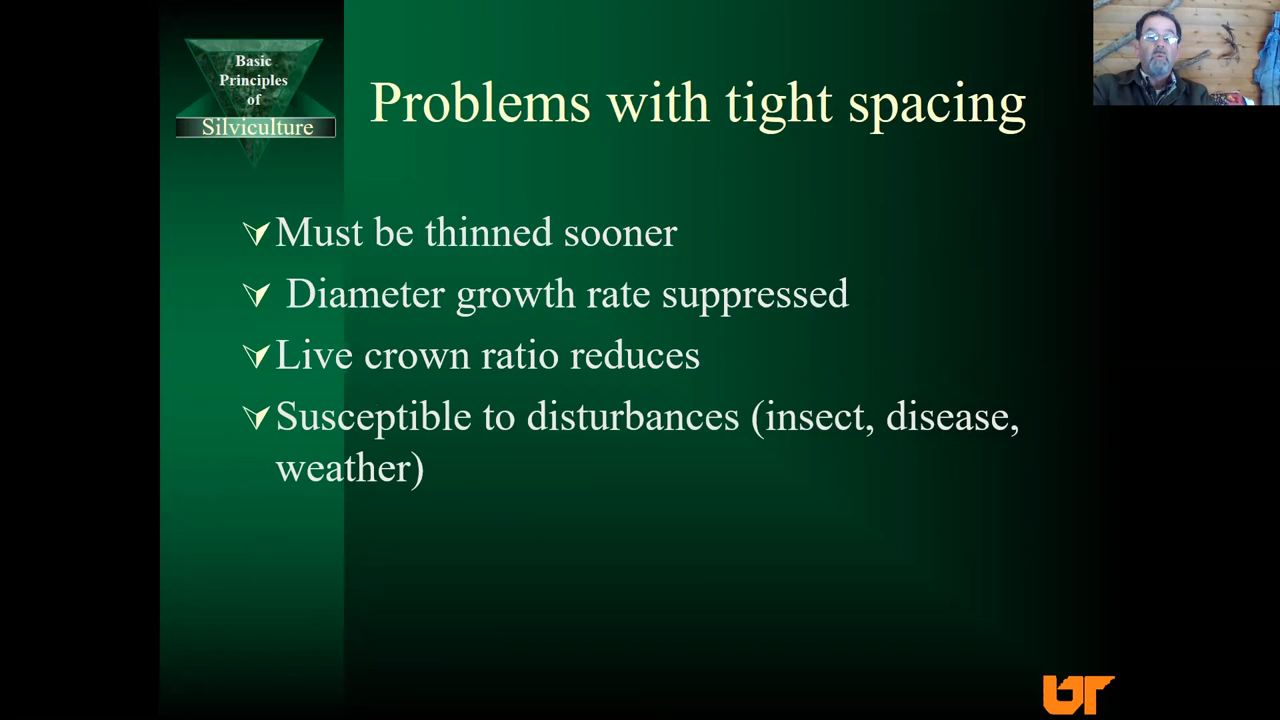 Basic
Principles
of
Silviculture
Problems with tight spacing
Must be thinned sooner
Diameter growth rate suppressed
Live crown ratio reduces
Susceptible to disturbances (insect, disease,
weather)
UT